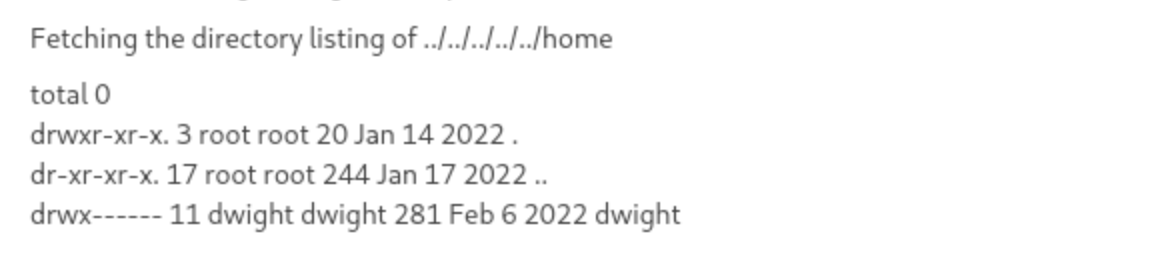 Fetching the directory listing of ../../../../../home
total 0
drwxr-xr-x. 3 root root 20 Jan 14 2022 .
dr-xr-xr-x. 17 root root 244 Jan 17 2022 ..
drwx------ 11 dwight dwight 281 Feb 6 2022 dwight